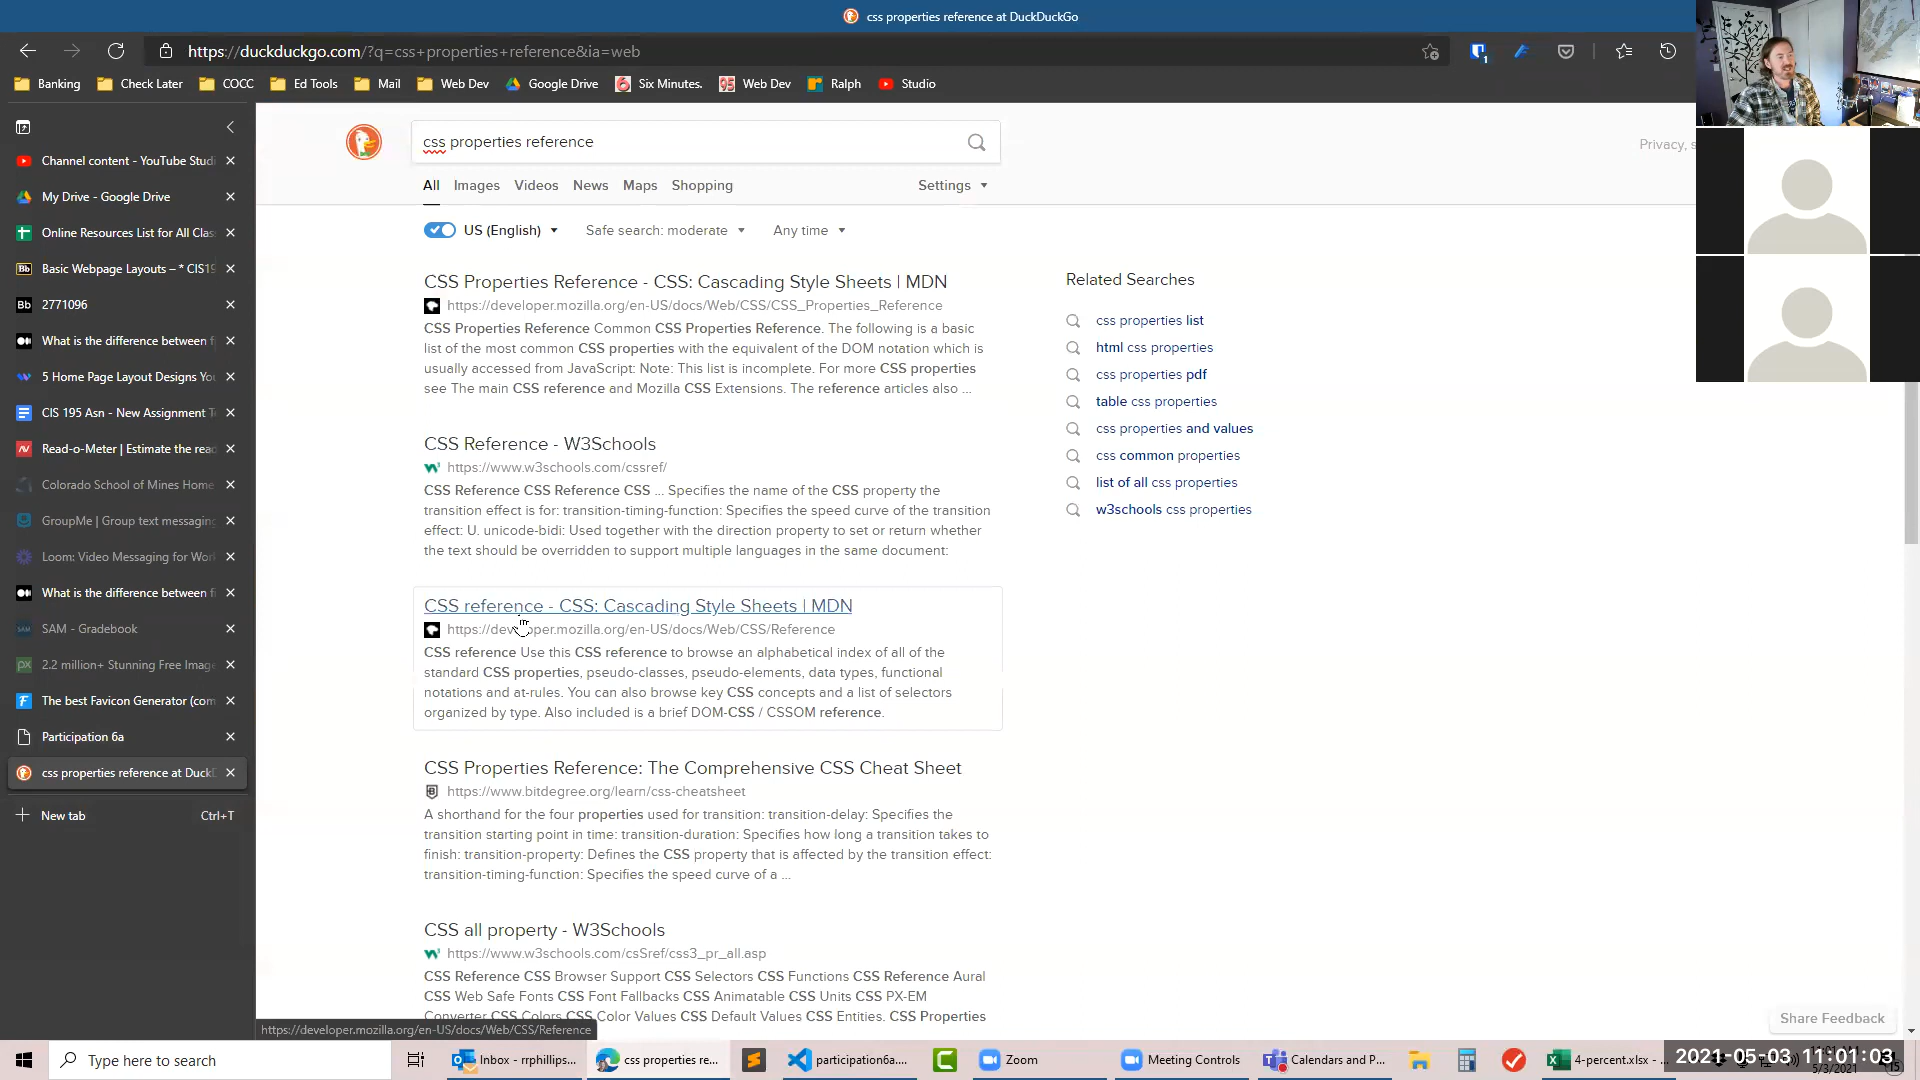 css properties reference at DuckDuckGo
https://duckduckgo.com/?q=css+properties+reference&ia=web
Banking
Check Later
COCC
Ed Tools
Mail
Web Dev
Google Drive
Six Minutes.
Web Dev
Ralph
Studio
Channel content - YouTube Studi
My Drive - Google Drive
Online Resources List for All Clas
Basic Webpage Layouts – * CIS19
2771096
What is the difference between f
5 Home Page Layout Designs You
CIS 195 Asn - New Assignment T
Read-o-Meter | Estimate the read
Colorado School of Mines Home
GroupMe | Group text messaging
Loom: Video Messaging for Wor
What is the difference between fi
SAM - Gradebook
2.2 million+ Stunning Free Image
The best Favicon Generator (com
Participation 6a
css properties reference at DuckD
New tab
Ctrl+T
css properties reference
Privacy, s
All
Images
Videos
News
Maps
Shopping
Settings
US (English)
Safe search: moderate
Any time
CSS Properties Reference - CSS: Cascading Style Sheets | MDN
https://developer.mozilla.org/en-US/docs/Web/CSS/CSS_Properties_Reference
CSS Properties Reference Common CSS Properties Reference. The following is a basic
list of the most common CSS properties with the equivalent of the DOM notation which is
usually accessed from JavaScript: Note: This list is incomplete. For more CSS properties
see The main CSS reference and Mozilla CSS Extensions. The reference articles also ...
CSS Reference - W3Schools
https://www.w3schools.com/cssref/
CSS Reference CSS Reference CSS ... Specifies the name of the CSS property the
transition effect is for: transition-timing-function: Specifies the speed curve of the transition
effect: U. unicode-bidi: Used together with the direction property to set or return whether
the text should be overridden to support multiple languages in the same document:
CSS reference - CSS: Cascading Style Sheets | MDN
https://developer.mozilla.org/en-US/docs/Web/CSS/Reference
CSS reference Use this CSS reference to browse an alphabetical index of all of the
standard CSS properties, pseudo-classes, pseudo-elements, data types, functional
notations and at-rules. You can also browse key CSS concepts and a list of selectors
organized by type. Also included is a brief DOM-CSS / CSSOM reference.
CSS Properties Reference: The Comprehensive CSS Cheat Sheet
https://www.bitdegree.org/learn/css-cheatsheet
A shorthand for the four properties used for transition: transition-delay: Specifies the
transition starting point in time: transition-duration: Specifies how long a transition takes to
finish: transition-property: Defines the CSS property that is affected by the transition effect:
transition-timing-function: Specifies the speed curve of a ...
CSS all property - W3Schools
https://www.w3schools.com/csSref/css3_pr_all.asp
CSS Reference CSS Browser Support CSS Selectors CSS Functions CSS Reference Aural
CSS Web Safe Fonts CSS Font Fallbacks CSS Animatable CSS Units CSS PX-EM
Converter CSS Colors CSS Color Values CSS Default Values CSS Entities. CSS Properties
Related Searches
css properties list
html css properties
css properties pdf
table css properties
css properties and values
css common properties
list of all css properties
w3schools css properties
Share Feedback
https://developer.mozilla.org/en-US/docs/Web/CSS/Reference
Type here to search
Inbox - rrphillips...
css properties re...
participation6a....
Zoom
Meeting Controls
Calendars and P...
4-percent.xlsx - ...
2021-05-03 11:01:03
5/3/2021